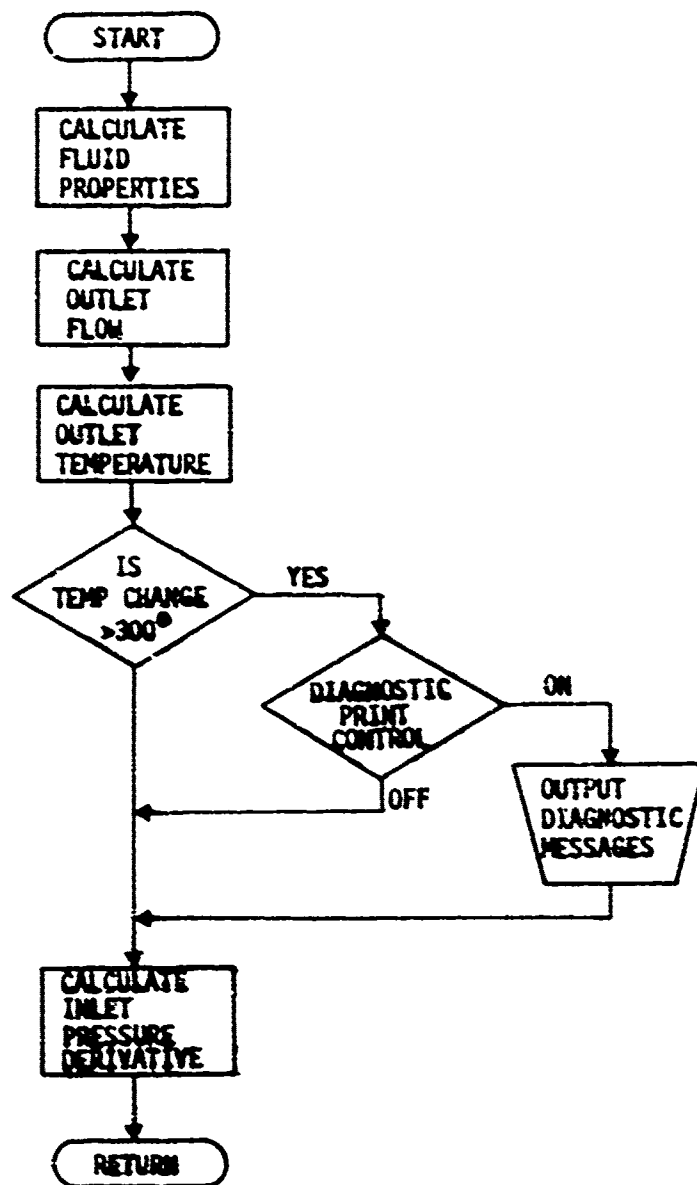 START
CALCULATE
FLUID
PROPERTIES
CALCULATE
OUTLET
FLOW
CALCULATE
OUTLET
TEMPERATURE
IS
TEMP CHANGE
>300°
YES
DIAGNOSTIC
PRINT
CONTROL
ON
OFF
OUTPUT
DIAGNOSTIC
MESSAGES
CALCULATE
INLET
PRESSURE
DERIVATIVE
RETURN